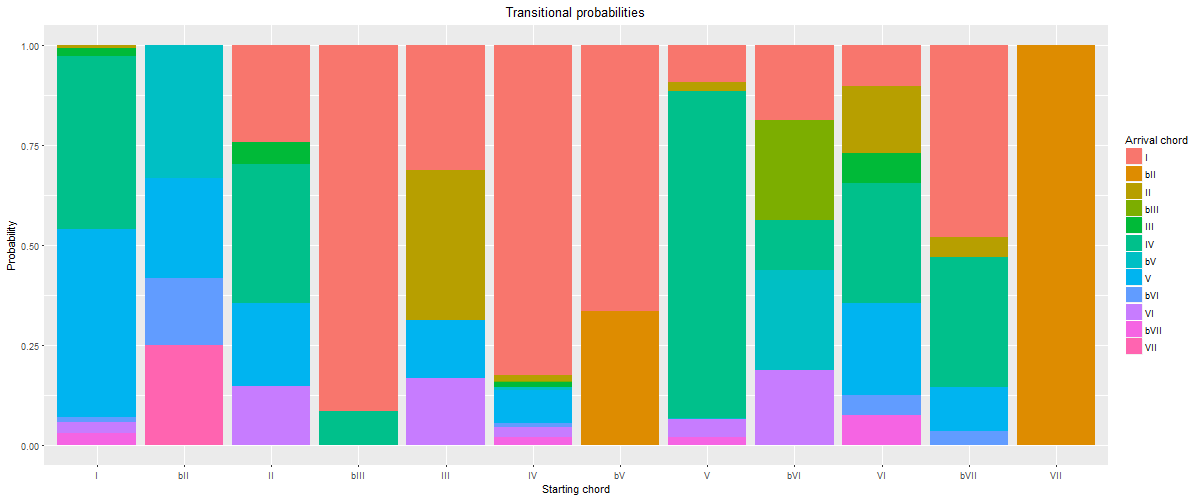 Transitional probabilities
Probability
1.00
0.75
0.50
0.25
0.00
I bII II bIII III IV bV V bVI VI bVII VII
Starting chord
Arrival chord
I
bII
II
bIII
III
IV
bV
V
bVI
VI
bVII
VII